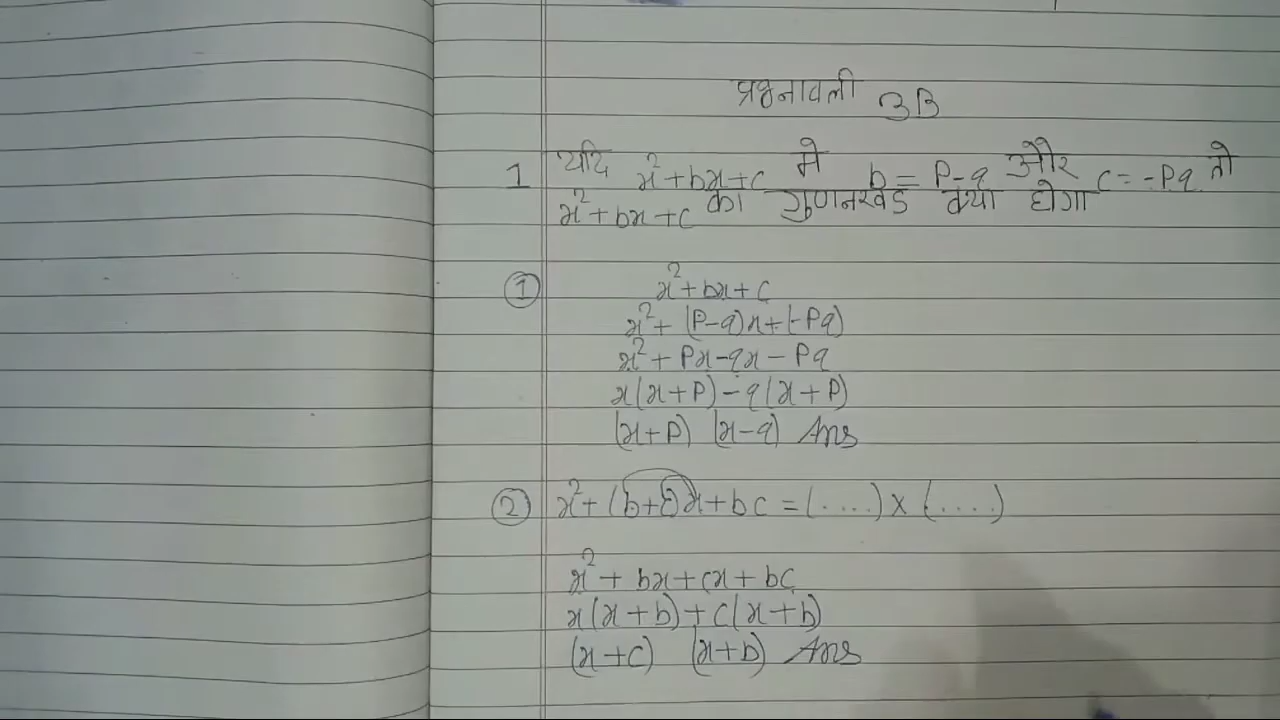 प्रश्नावली 3B
1 यदि x²+bx+c में b = P-q और c = -Pq तो
x²+bx+c का गुणनखंड क्या होगा
① x²+bx+c
x²+ (P-q)x+(-Pq)
x²+ Px-qx-Pq
x(x+P)-q(x+P)
(x+P) (x-q) Ans
② x²+(b+c)x+bc = (....)×(....)
x²+ bx+cx+bc
x(x+b)+c(x+b)
(x+c) (x+b) Ans